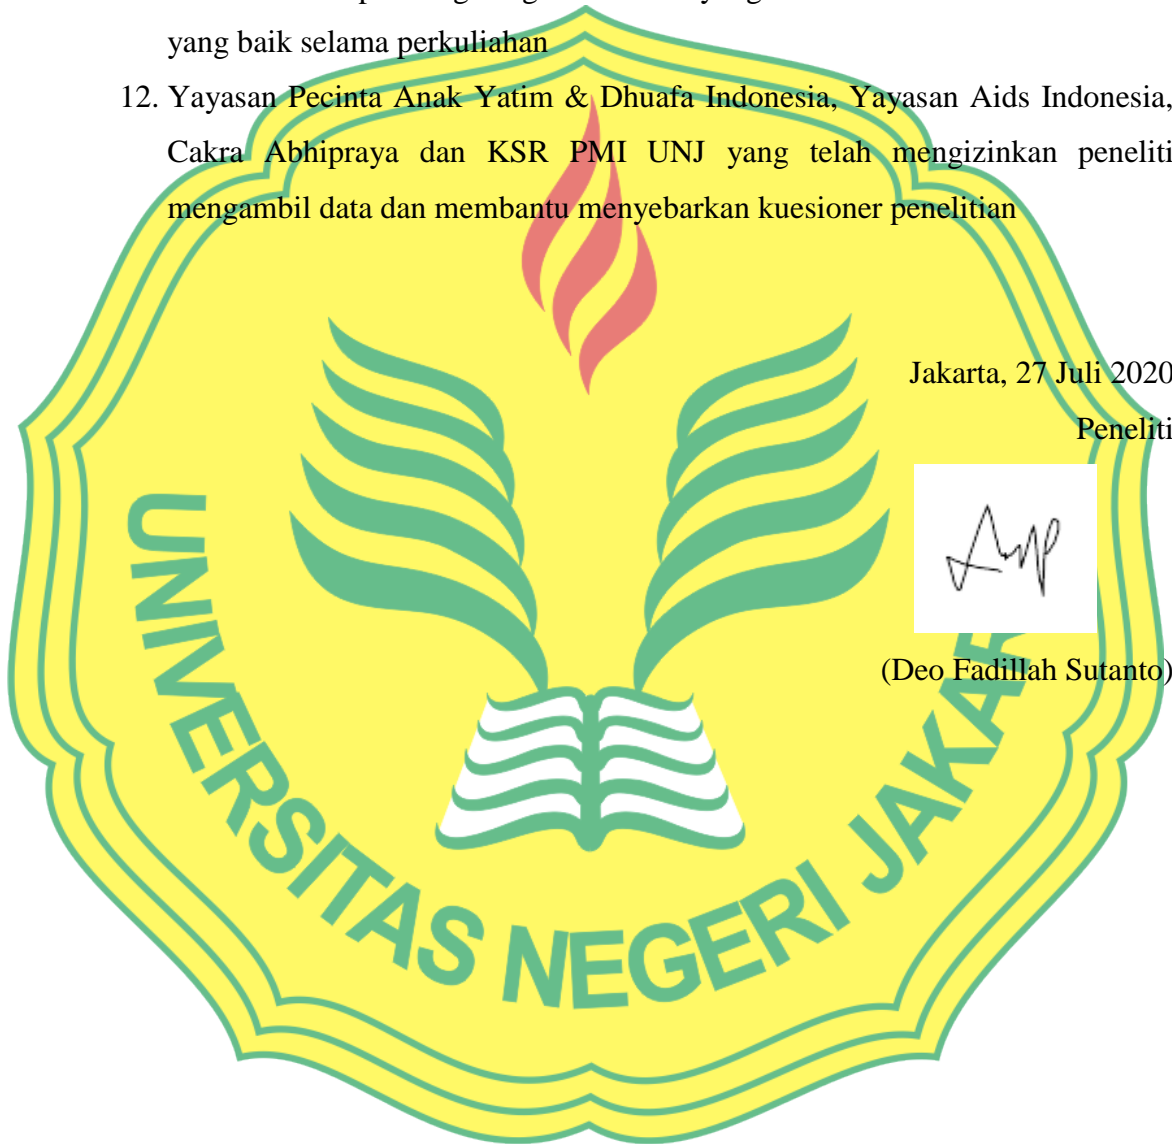 yang baik selama perkuliahan
12. Yayasan Pecinta Anak Yatim & Dhuafa Indonesia, Yayasan Aids Indonesia,
Cakra Abhipraya dan KSR PMI UNJ yang telah mengizinkan peneliti
mengambil data dan membantu menyebarkan kuesioner penelitian
Jakarta, 27 Juli 2020
Peneliti
(Deo Fadillah Sutanto)
UNIVERSITAS NEGERI JAKAR